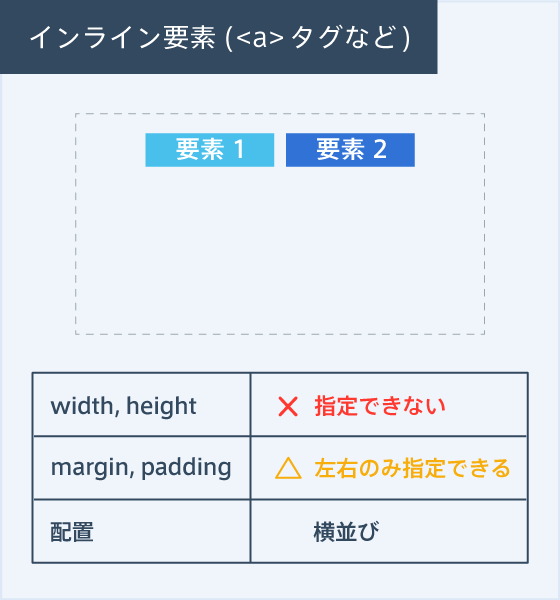 インライン要素 (<a> タグなど)
要素 1 要素 2
width, height × 指定できない
margin, padding △ 左右のみ指定できる
配置 横並び